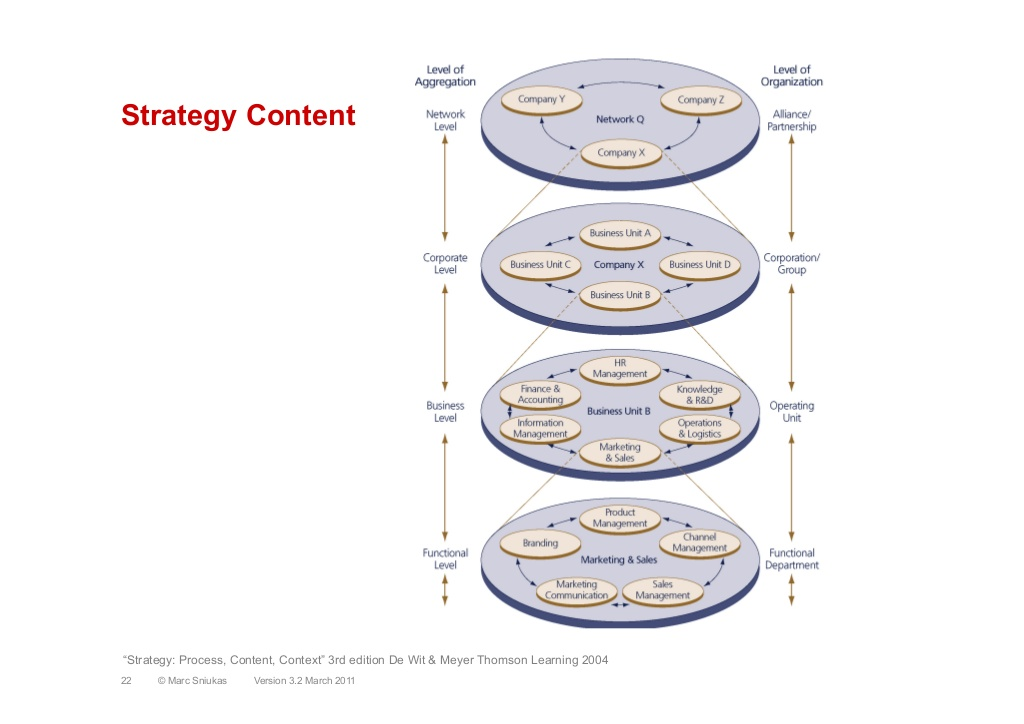 Strategy Content
Level of
Aggregation
Level of
Organization
Network
Level
Company Y
Company Z
Network Q
Company X
Alliance/
Partnership
Corporate
Level
Business Unit A
Business Unit C
Company X
Business Unit D
Business Unit B
Corporation/
Group
Business
Level
HR
Management
Finance &
Accounting
Knowledge
& R&D
Business Unit B
Information
Management
Operations
& Logistics
Marketing
& Sales
Operating
Unit
Functional
Level
Product
Management
Branding
Channel
Management
Marketing & Sales
Marketing
Communication
Sales
Management
Functional
Department
“Strategy: Process, Content, Context” 3rd edition De Wit & Meyer Thomson Learning 2004
22 © Marc Sniukas Version 3.2 March 2011